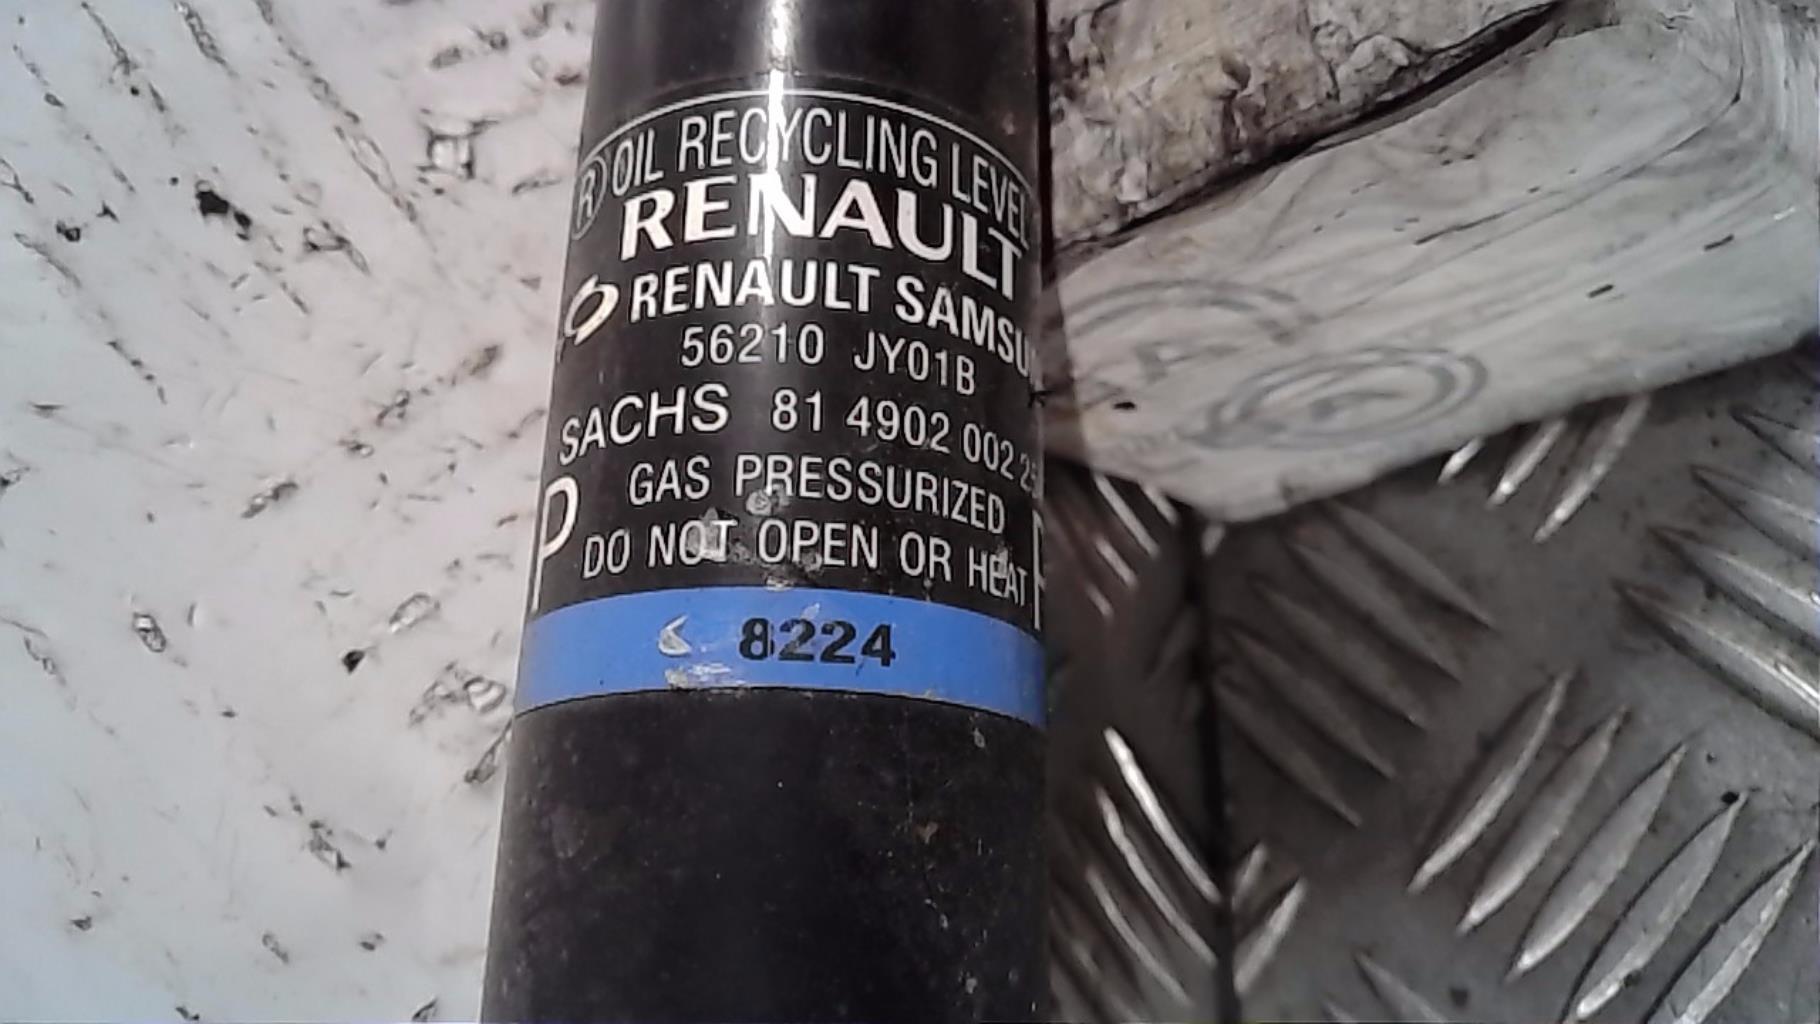 Ⓡ OIL RECYCLING LEVEL
RENAULT
RENAULT SAMSU
56210 JY01B
SACHS 81 4902 002 25
P GAS PRESSURIZED
DO NOT OPEN OR HEAT
< 8224